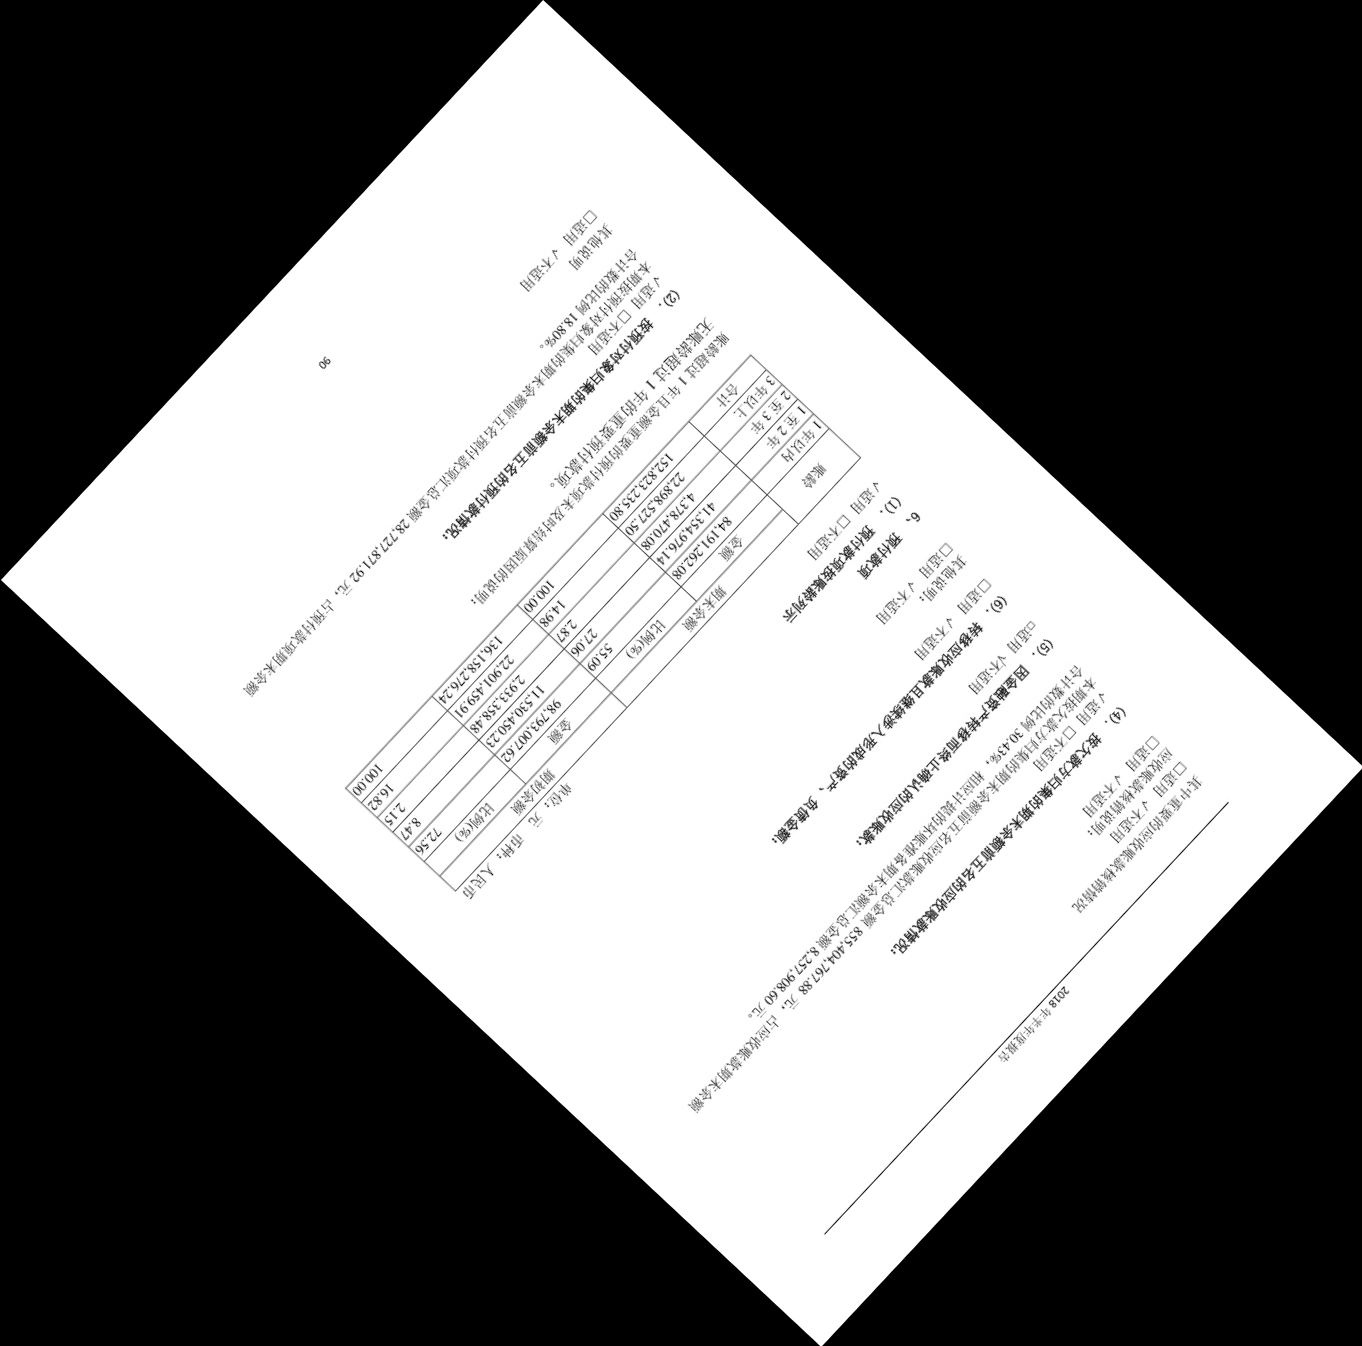 2018 年半年度报告
其中重要的应收账款核销情况
□适用 √不适用
应收账款核销说明：
□适用 √不适用
(4). 按欠款方归集的期末余额前五名的应收账款情况：
√适用 □不适用
本期按欠款方归集的期末余额前五名应收账款汇总金额 855,404,767.88 元，占应收账款期末余额
合计数的比例 30.43%，相应计提的坏账准备期末余额汇总金额 8,257,908.60 元。
(5). 因金融资产转移而终止确认的应收账款：
□适用 √不适用
(6). 转移应收账款且继续涉入形成的资产、负债金额：
□适用 √不适用
其他说明：
□适用 √不适用
6、 预付款项
(1). 预付款项按账龄列示
√适用 □不适用
单位：元 币种：人民币
账龄 期末余额 期初余额
金额 比例(%) 金额 比例(%)
1 年以内 84,191,262.08 55.09 98,793,007.62 72.56
1 至 2 年 41,354,976.14 27.06 11,530,450.23 8.47
2 至 3 年 4,378,470.08 2.87 2,933,358.48 2.15
3 年以上 22,898,527.50 14.98 22,901,459.91 16.82
合计 152,823,235.80 100.00 136,158,276.24 100.00
账龄超过 1 年且金额重要的预付款项未及时结算原因的说明：
无账龄超过 1 年的重要预付款项。
(2). 按预付对象归集的期末余额前五名的预付款情况：
√适用 □不适用
本期按预付对象归集的期末余额前五名预付款项汇总金额 28,727,871.92 元，占预付款项期末余额
合计数的比例 18.80%。
其他说明
□适用 √不适用
90